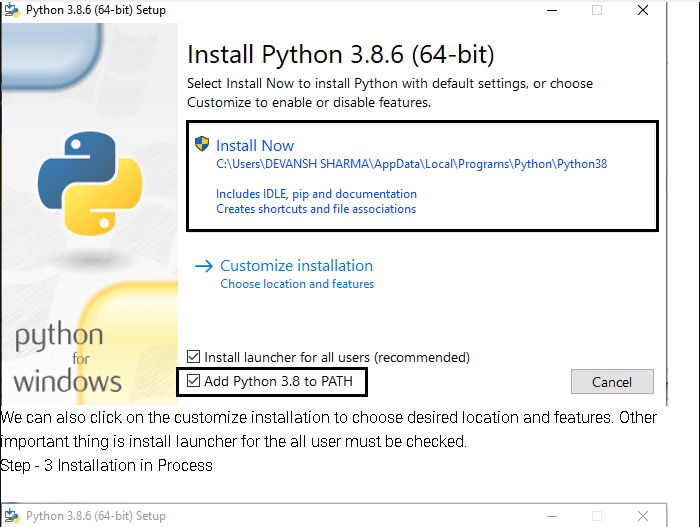 Python 3.8.6 (64-bit) Setup
Install Python 3.8.6 (64-bit)
Select Install Now to install Python with default settings, or choose
Customize to enable or disable features.
Install Now
C:\Users\DEVANSH SHARMA\AppData\Local\Programs\Python\Python38
Includes IDLE, pip and documentation
Creates shortcuts and file associations
Customize installation
Choose location and features
python
for
windows
Install launcher for all users (recommended)
Add Python 3.8 to PATH
Cancel
We can also click on the customize installation to choose desired location and features. Other
important thing is install launcher for the all user must be checked.
Step - 3 Installation in Process
Python 3.8.6 (64-bit) Setup